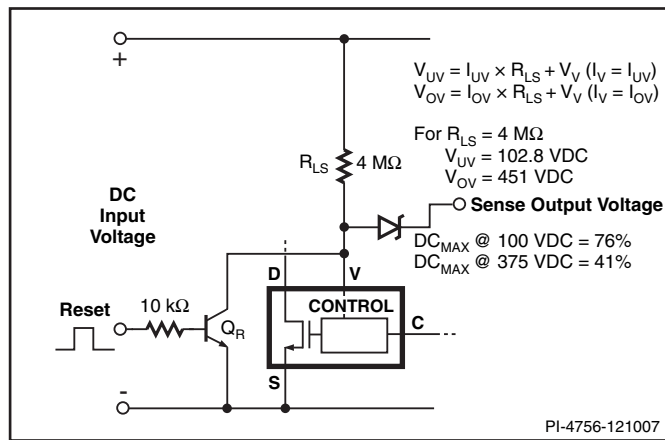 +
V_UV = I_UV × R_LS + V_V (I_V = I_UV)
V_OV = I_OV × R_LS + V_V (I_V = I_OV)
For R_LS = 4 MΩ
V_UV = 102.8 VDC
V_OV = 451 VDC
R_LS 4 MΩ
DC
Input
Voltage
Sense Output Voltage
DC_MAX @ 100 VDC = 76%
DC_MAX @ 375 VDC = 41%
D V
CONTROL
Reset
10 kΩ
Q_R
C
S
-
PI-4756-121007